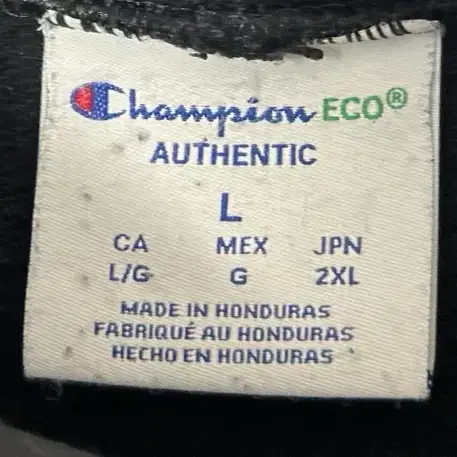 Champion ECO®
AUTHENTIC
L
CA MEX JPN
L/G G 2XL
MADE IN HONDURAS
FABRIQUÉ AU HONDURAS
HECHO EN HONDURAS